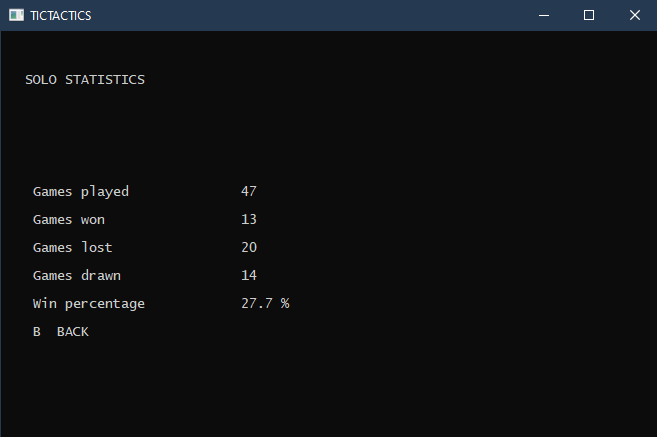 TICTACTICS
SOLO STATISTICS
Games played 47
Games won 13
Games lost 20
Games drawn 14
Win percentage 27.7 %
B BACK